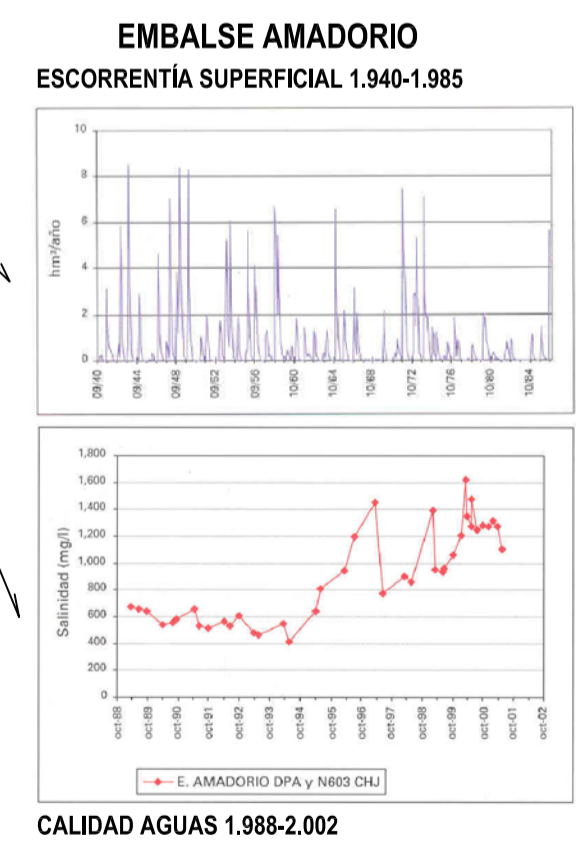 EMBALSE AMADORIO
ESCORRENTÍA SUPERFICIAL 1.940-1.985
10
8
6
4
2
0
hm³/año
09/40
09/44
09/48
09/52
09/56
10/60
10/64
10/68
10/72
10/76
10/80
10/84
1,800
1,600
1,400
1,200
1,000
800
600
400
200
0
Salinidad (mg/l)
oct-88
oct-89
oct-90
oct-91
oct-92
oct-93
oct-94
oct-95
oct-96
oct-97
oct-98
oct-99
oct-00
oct-01
oct-02
E. AMADORIO DPA y N603 CHJ
CALIDAD AGUAS 1.988-2.002